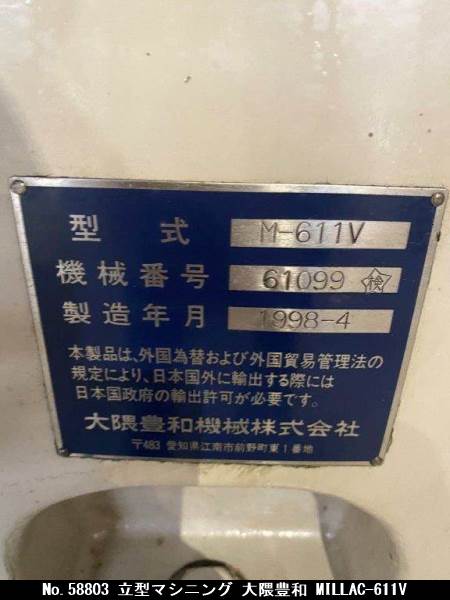 型式 M-611V
機械番号 61099 検
製造年月 1998-4
本製品は、外国為替および外国貿易管理法の
規定により、日本国外に輸出する際には
日本国政府の輸出許可が必要です。
大隈豊和機械株式会社
〒483 愛知県江南市前野町東1番地
No.58803 立型マシニング 大隈豊和 MILLAC-611V